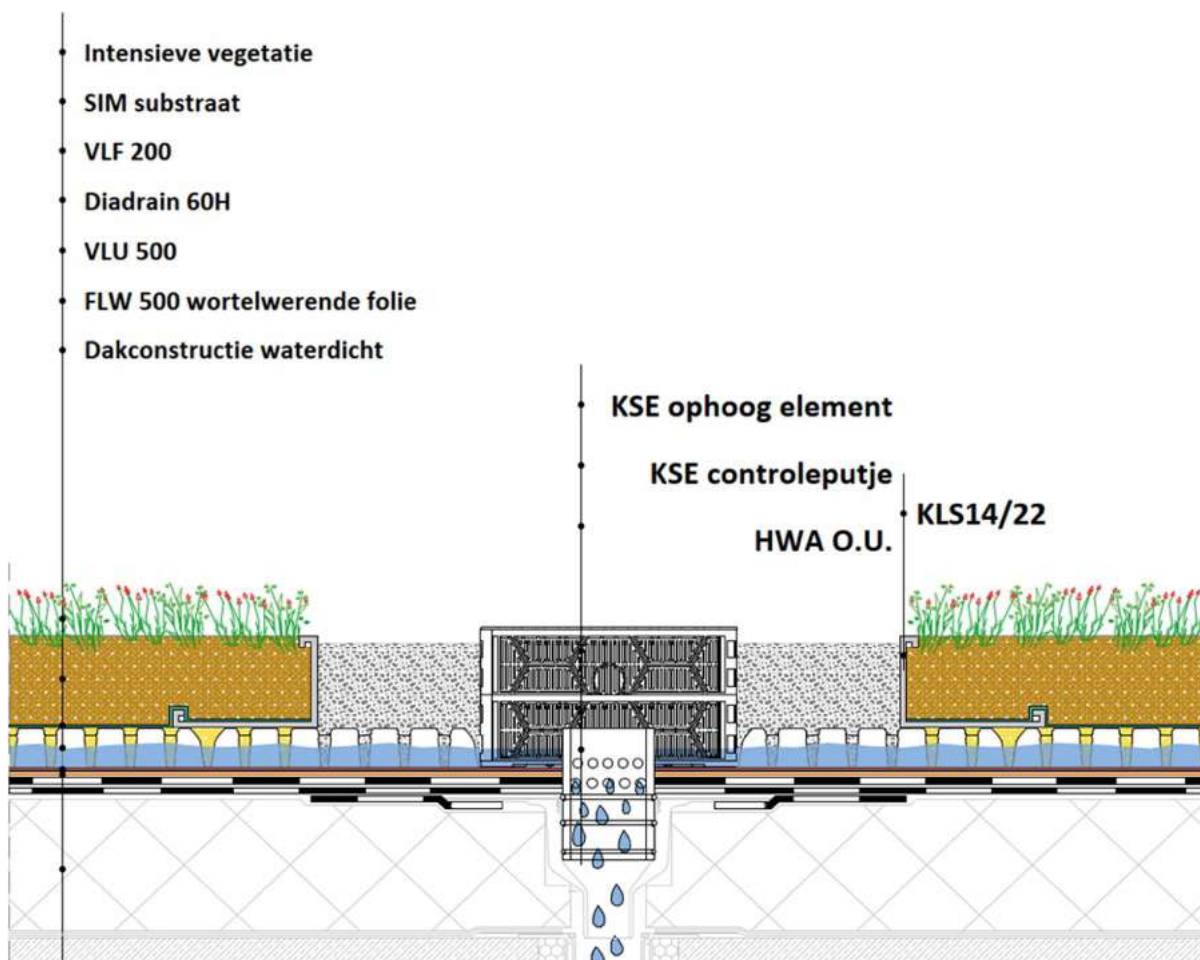 Intensieve vegetatie
SIM substraat
VLF 200
Diadrain 60H
VLU 500
FLW 500 wortelwerende folie
Dakconstructie waterdicht
KSE ophoog element
KSE controleputje
HWA O.U.
KLS14/22